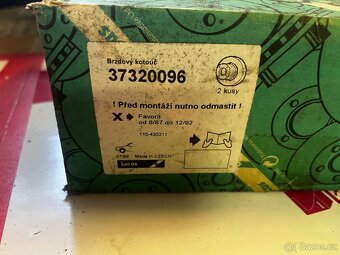 Brzdový kotouč
37320096
2 kusy
! Před montáží nutno odmastit !
X Favorit
od 8/87 do 12/92
115-450211
07/98 Made in CZECH
Lucas
Bazoš.cz